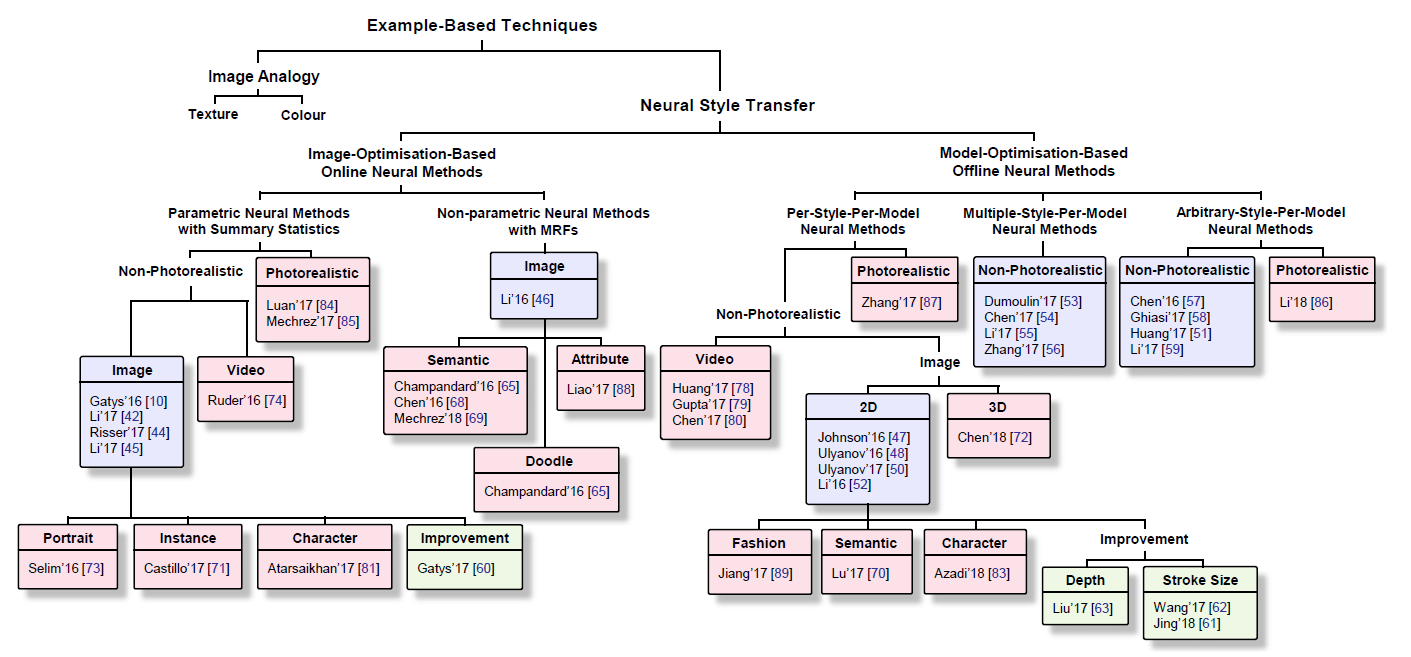 Example-Based Techniques
Image Analogy
Texture
Colour
Neural Style Transfer
Image-Optimisation-Based
Online Neural Methods
Parametric Neural Methods
with Summary Statistics
Non-Photorealistic
Photorealistic
Luan’17 [84]
Mechrez’17 [85]
Image
Gatys’16 [10]
Li’17 [42]
Risser’17 [44]
Li’17 [45]
Video
Ruder’16 [74]
Portrait
Selim’16 [73]
Instance
Castillo’17 [71]
Character
Atarsaikhan’17 [81]
Improvement
Gatys’17 [60]
Non-parametric Neural Methods
with MRFs
Image
Li’16 [46]
Semantic
Champandard’16 [65]
Chen’16 [68]
Mechrez’18 [69]
Attribute
Liao’17 [88]
Doodle
Champandard’16 [65]
Model-Optimisation-Based
Offline Neural Methods
Per-Style-Per-Model
Neural Methods
Photorealistic
Zhang’17 [87]
Non-Photorealistic
Video
Huang’17 [78]
Gupta’17 [79]
Chen’17 [80]
Image
2D
Johnson’16 [47]
Ulyanov’16 [48]
Ulyanov’17 [50]
Li’16 [52]
3D
Chen’18 [72]
Fashion
Jiang’17 [89]
Semantic
Lu’17 [70]
Character
Azadi’18 [83]
Improvement
Depth
Liu’17 [63]
Stroke Size
Wang’17 [62]
Jing’18 [61]
Multiple-Style-Per-Model
Neural Methods
Non-Photorealistic
Dumoulin’17 [53]
Chen’17 [54]
Li’17 [55]
Zhang’17 [56]
Arbitrary-Style-Per-Model
Neural Methods
Non-Photorealistic
Chen’16 [57]
Ghiasi’17 [58]
Huang’17 [51]
Li’17 [59]
Photorealistic
Li’18 [86]